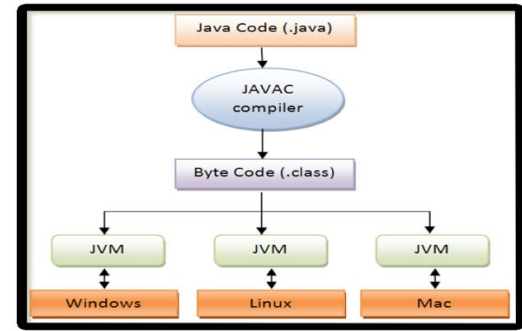 Java Code (.java)
JAVAC
compiler
Byte Code (.class)
JVM
JVM
JVM
Windows
Linux
Mac